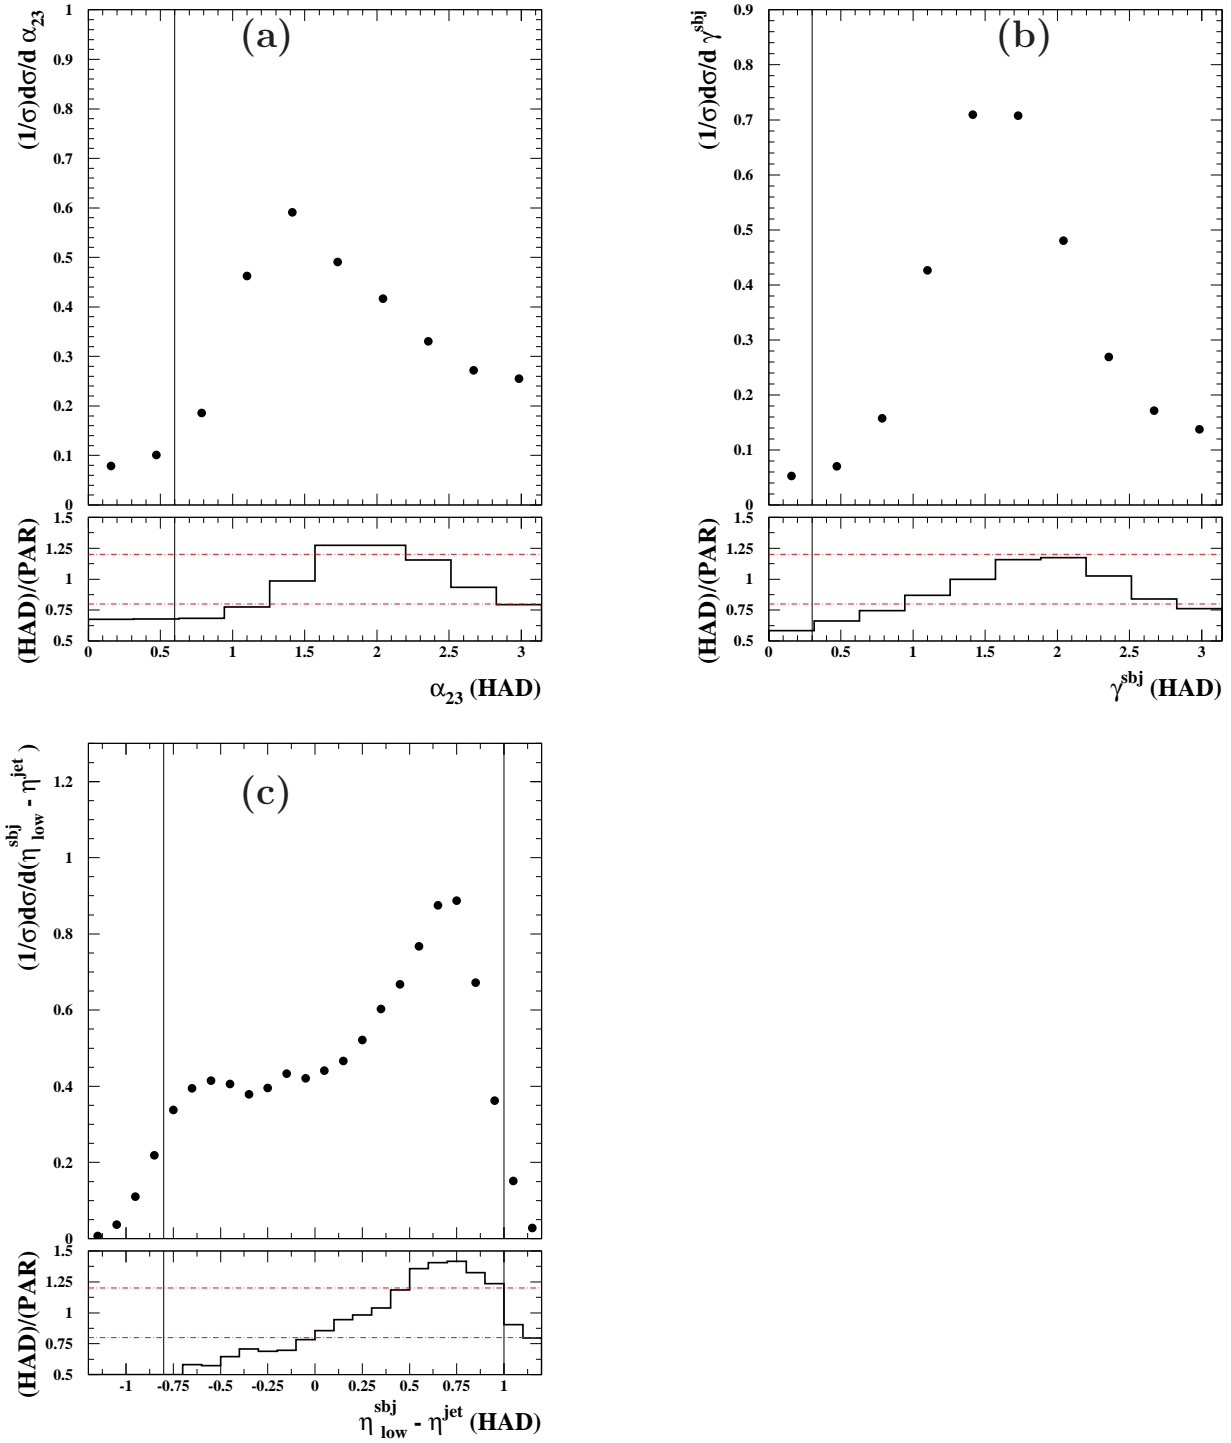 (a)
(1/σ)dσ/d α23
1
0.9
0.8
0.7
0.6
0.5
0.4
0.3
0.2
0.1
0
(HAD)/(PAR)
1.5
1.25
1
0.75
0.5
0 0.5 1 1.5 2 2.5 3
α23 (HAD)
(b)
(1/σ)dσ/d γsbj
0.9
0.8
0.7
0.6
0.5
0.4
0.3
0.2
0.1
0
(HAD)/(PAR)
1.5
1.25
1
0.75
0.5
0 0.5 1 1.5 2 2.5 3
γsbj (HAD)
(c)
(1/σ)dσ/d(ηsbjlow - ηjet)
1.2
1
0.8
0.6
0.4
0.2
0
(HAD)/(PAR)
1.5
1.25
1
0.75
0.5
-1 -0.75 -0.5 -0.25 0 0.25 0.5 0.75 1
ηsbjlow - ηjet (HAD)